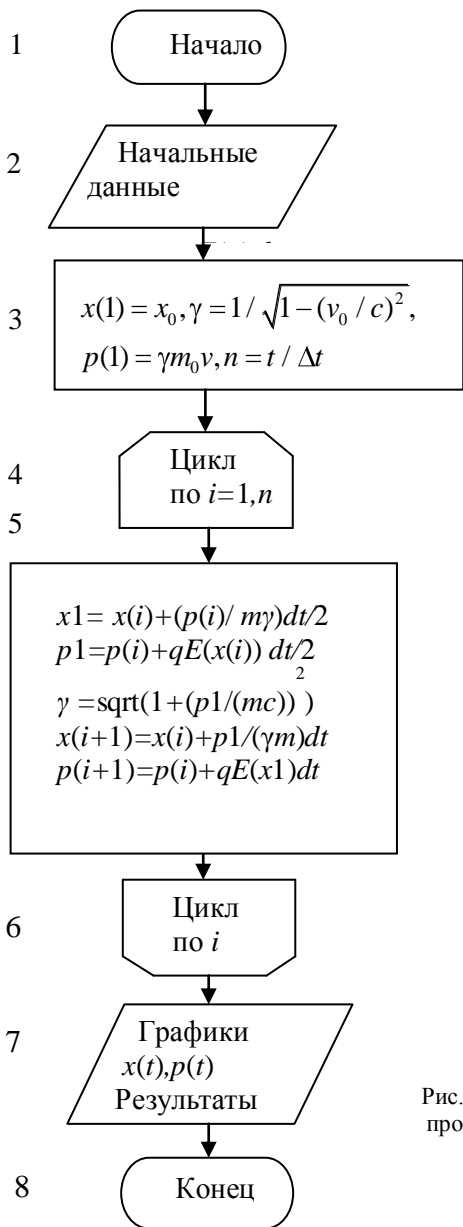 1
Начало
2
Начальные
данные
3
x(1) = x₀, γ = 1 / √1 − (v₀ / c)²,
p(1) = γm₀v, n = t / Δt
4
Цикл
по i=1,n
5
x1= x(i)+(p(i)/ mγ)dt/2
p1=p(i)+qE(x(i)) dt/2
γ =sqrt(1+(p1/(mc))²)
x(i+1)=x(i)+p1/(γm)dt
p(i+1)=p(i)+qE(x1)dt
6
Цикл
по i
7
Графики
x(t),p(t)
Результаты
Рис.
про
8
Конец